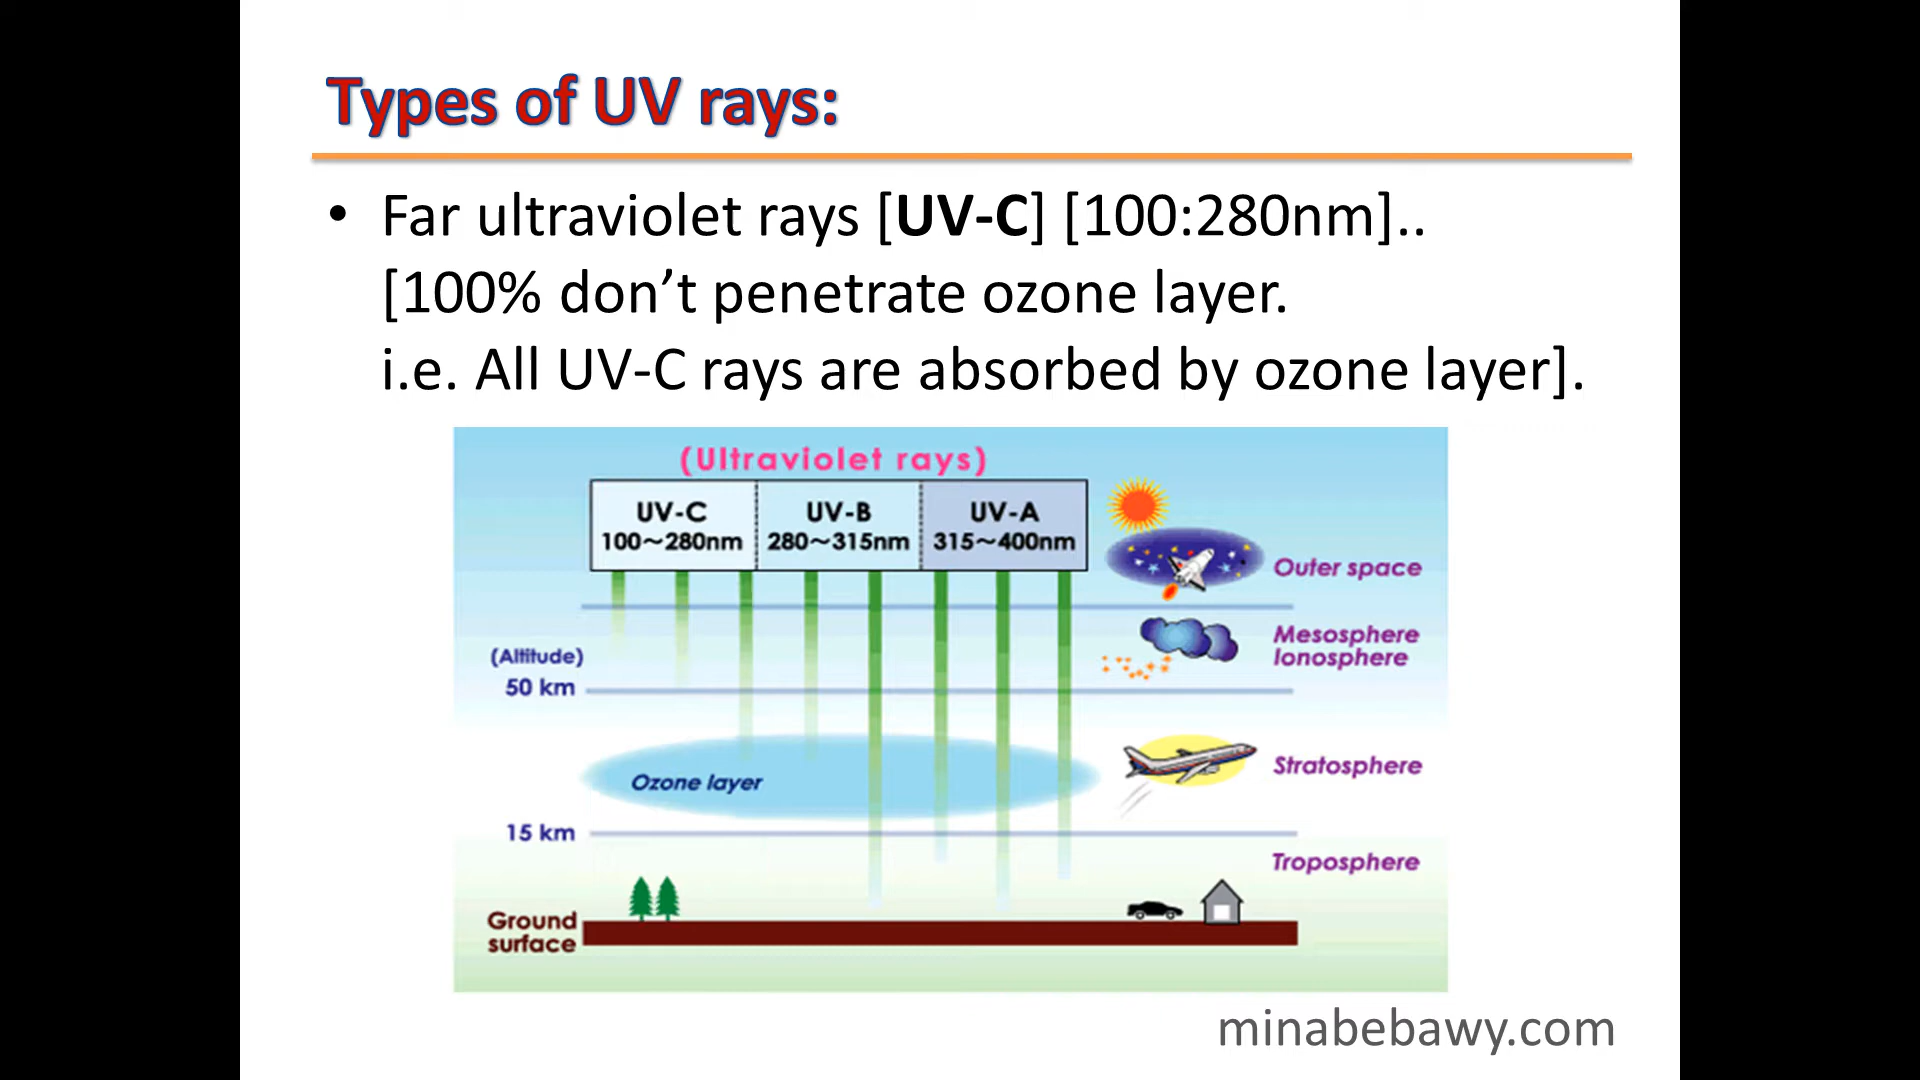 Types of UV rays:
• Far ultraviolet rays [UV-C] [100:280nm]..
[100% don’t penetrate ozone layer.
i.e. All UV-C rays are absorbed by ozone layer].
(Ultraviolet rays)
UV-C
100~280nm
UV-B
280~315nm
UV-A
315~400nm
Outer space
Mesosphere
Ionosphere
(Altitude)
50 km
Stratosphere
Ozone layer
15 km
Troposphere
Ground
surface
minabebawy.com